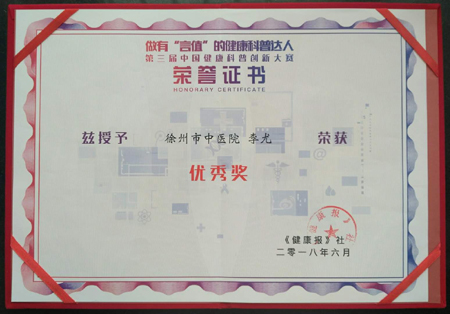 做有“言值”的健康科普达人
第三届中国健康科普创新大赛
荣誉证书
HONORARY CERTIFICATE
兹授予 徐州市中医院 李尤 荣获
优秀奖
《健康报》社
二〇一八年六月